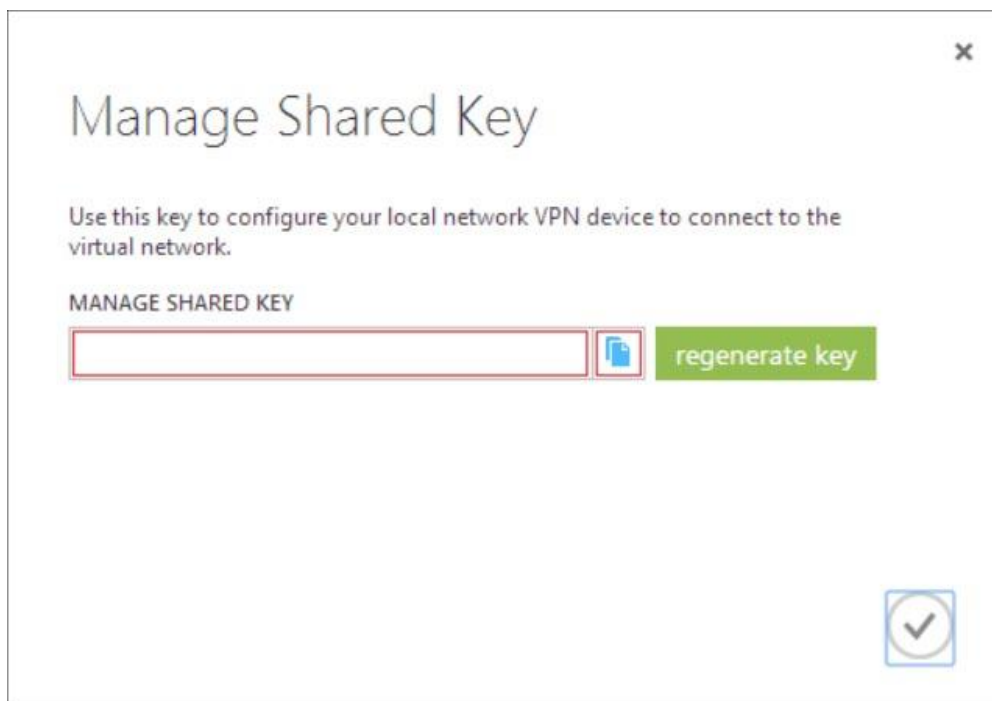 Manage Shared Key
Use this key to configure your local network VPN device to connect to the
virtual network.
MANAGE SHARED KEY
regenerate key